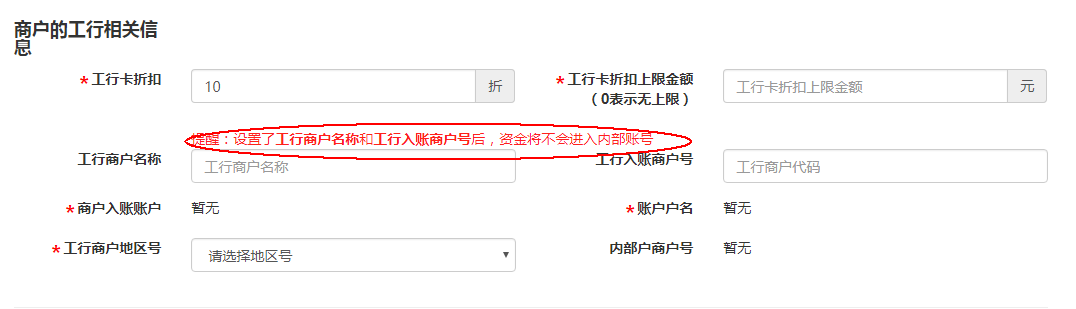 商户的工行相关信
息
*工行卡折扣 10 折 *工行卡折扣上限金额 工行卡折扣上限金额 元
（0表示无上限）
提醒：设置了工行商户名称和工行入账商户号后，资金将不会进入内部账号
工行商户名称 工行商户名称 工行入账商户号 工行商户代码
*商户入账账户 暂无 *账户户名 暂无
*工行商户地区号 请选择地区号 内部户商户号 暂无